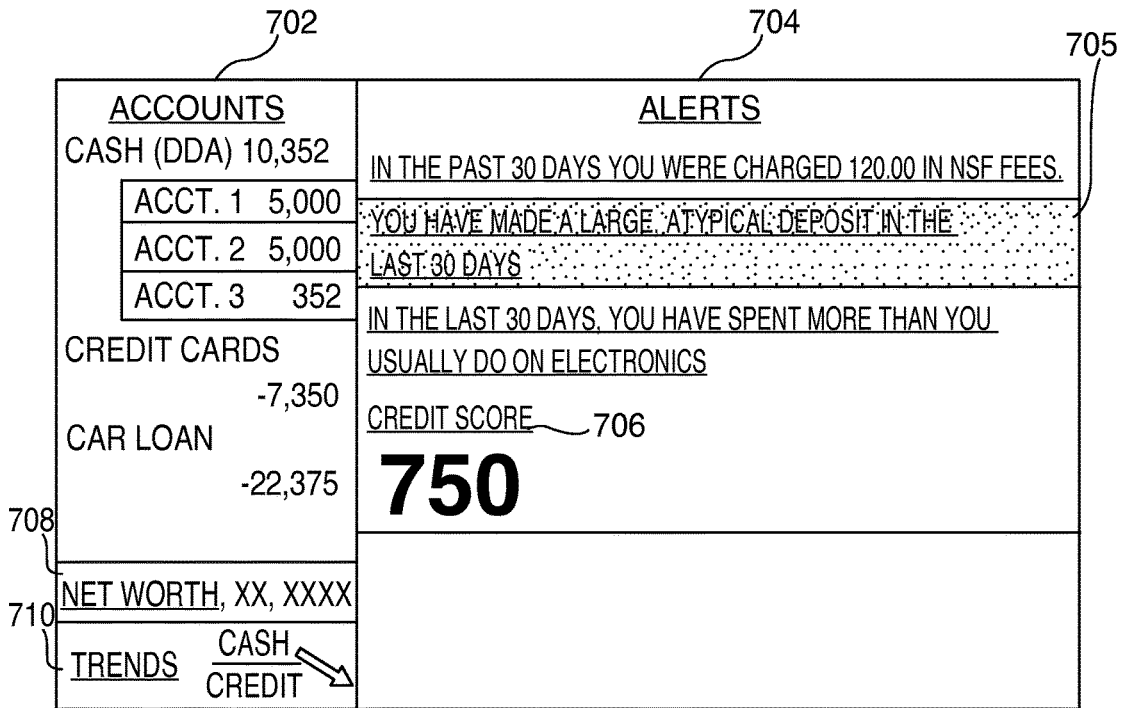 702
704
705
ACCOUNTS
CASH (DDA) 10,352
ACCT. 1 5,000
ACCT. 2 5,000
ACCT. 3 352
CREDIT CARDS
-7,350
CAR LOAN
-22,375
708
NET WORTH, XX, XXXX
710
TRENDS
CASH
CREDIT
ALERTS
IN THE PAST 30 DAYS YOU WERE CHARGED 120.00 IN NSF FEES.
YOU HAVE MADE A LARGE, ATYPICAL DEPOSIT IN THE
LAST 30 DAYS
IN THE LAST 30 DAYS, YOU HAVE SPENT MORE THAN YOU
USUALLY DO ON ELECTRONICS
CREDIT SCORE 706
750